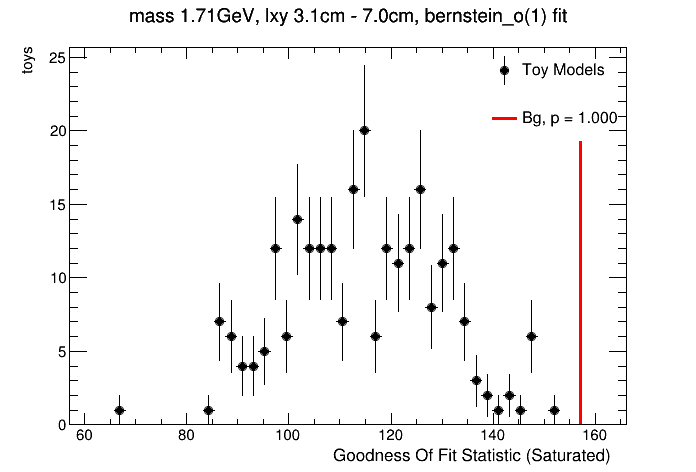 mass 1.71GeV, lxy 3.1cm - 7.0cm, bernstein_o(1) fit
toys
25
20
15
10
5
0
Toy Models
Bg, p = 1.000
60 80 100 120 140 160
Goodness Of Fit Statistic (Saturated)